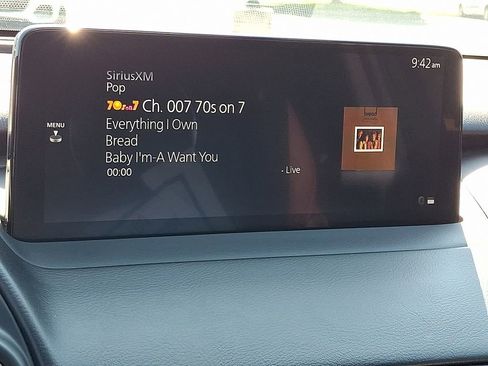 9:42 am
SiriusXM
Pop
70s on 7 Ch. 007 70s on 7
MENU
Everything I Own
Bread
Baby I'm-A Want You
00:00
Live
bread